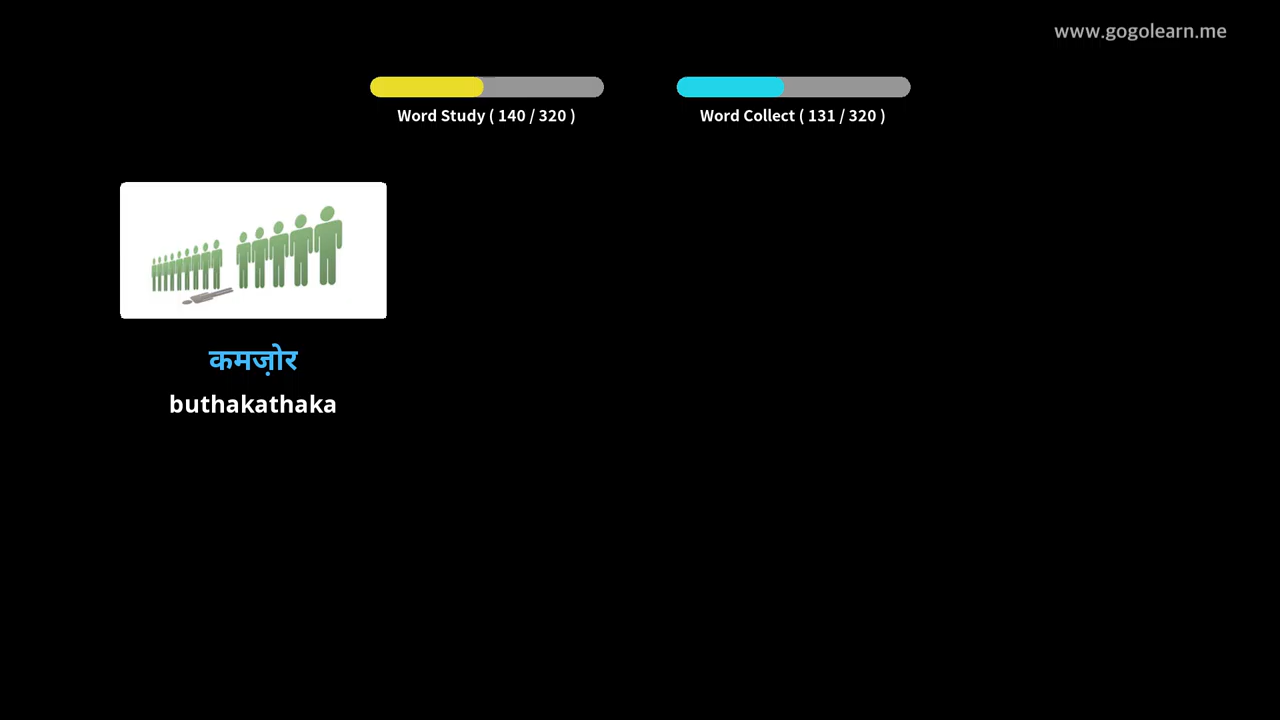 www.gogolearn.me
Word Study ( 140 / 320 )
Word Collect ( 131 / 320 )
कमज़ोर
buthakathaka